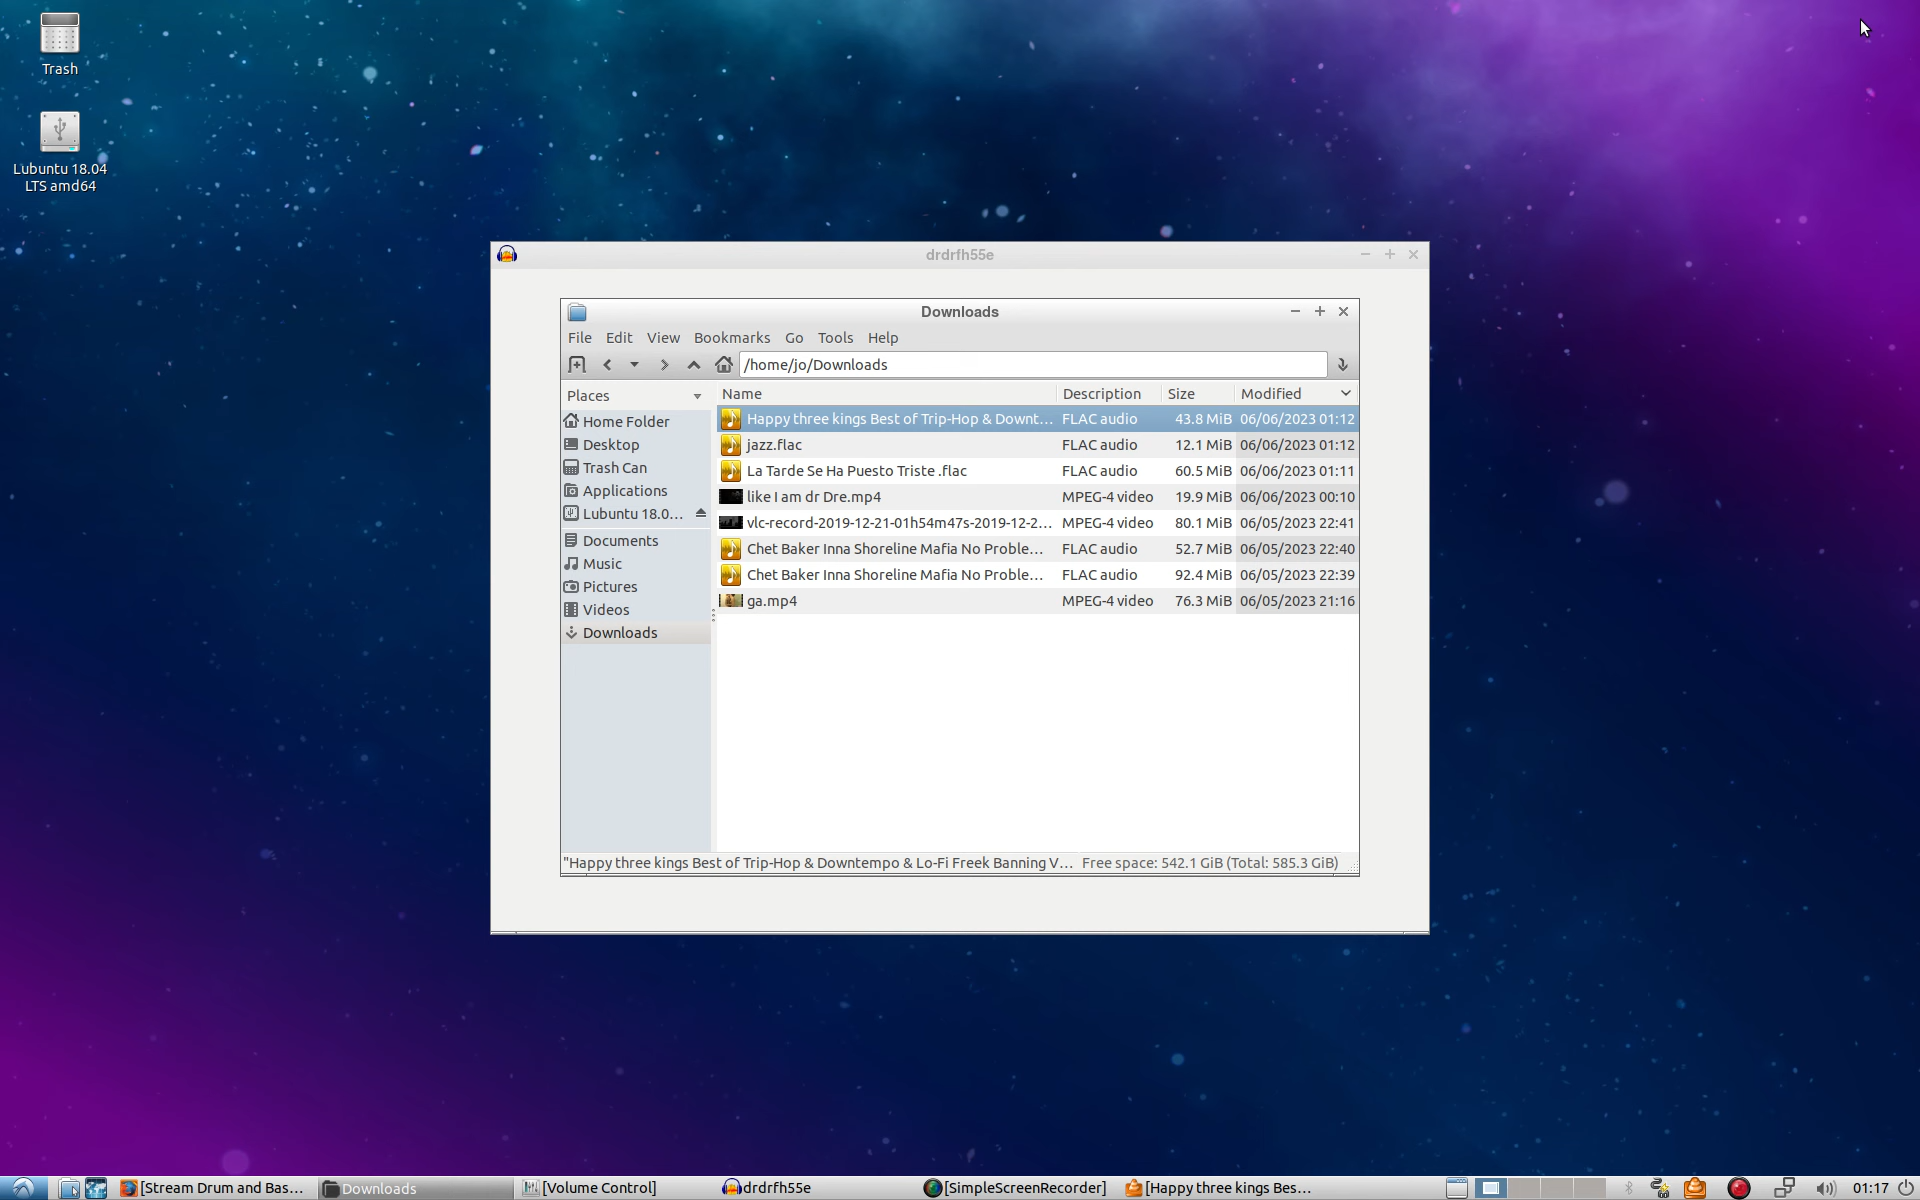 Trash
Lubuntu 18.04
LTS amd64
drdrfh55e
Downloads
File Edit View Bookmarks Go Tools Help
/home/jo/Downloads
Places
Home Folder
Desktop
Trash Can
Applications
Lubuntu 18.0...
Documents
Music
Pictures
Videos
Downloads
Name Description Size Modified
Happy three kings Best of Trip-Hop & Downt... FLAC audio 43.8 MiB 06/06/2023 01:12
jazz.flac FLAC audio 12.1 MiB 06/06/2023 01:12
La Tarde Se Ha Puesto Triste .flac FLAC audio 60.5 MiB 06/06/2023 01:11
like I am dr Dre.mp4 MPEG-4 video 19.9 MiB 06/06/2023 00:10
vlc-record-2019-12-21-01h54m47s-2019-12-2... MPEG-4 video 80.1 MiB 06/05/2023 22:41
Chet Baker Inna Shoreline Mafia No Proble... FLAC audio 52.7 MiB 06/05/2023 22:40
Chet Baker Inna Shoreline Mafia No Proble... FLAC audio 92.4 MiB 06/05/2023 22:39
ga.mp4 MPEG-4 video 76.3 MiB 06/05/2023 21:16
"Happy three kings Best of Trip-Hop & Downtempo & Lo-Fi Freek Banning V... Free space: 542.1 GiB (Total: 585.3 GiB)
[Stream Drum and Bas... Downloads [Volume Control] drdrfh55e [SimpleScreenRecorder] [Happy three kings Bes... 01:17